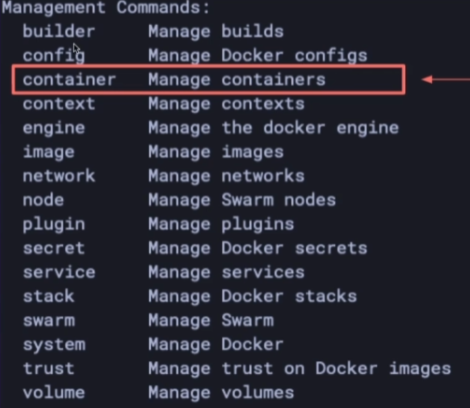 Management Commands:
builder Manage builds
config Manage Docker configs
container Manage containers
context Manage contexts
engine Manage the docker engine
image Manage images
network Manage networks
node Manage Swarm nodes
plugin Manage plugins
secret Manage Docker secrets
service Manage services
stack Manage Docker stacks
swarm Manage Swarm
system Manage Docker
trust Manage trust on Docker images
volume Manage volumes